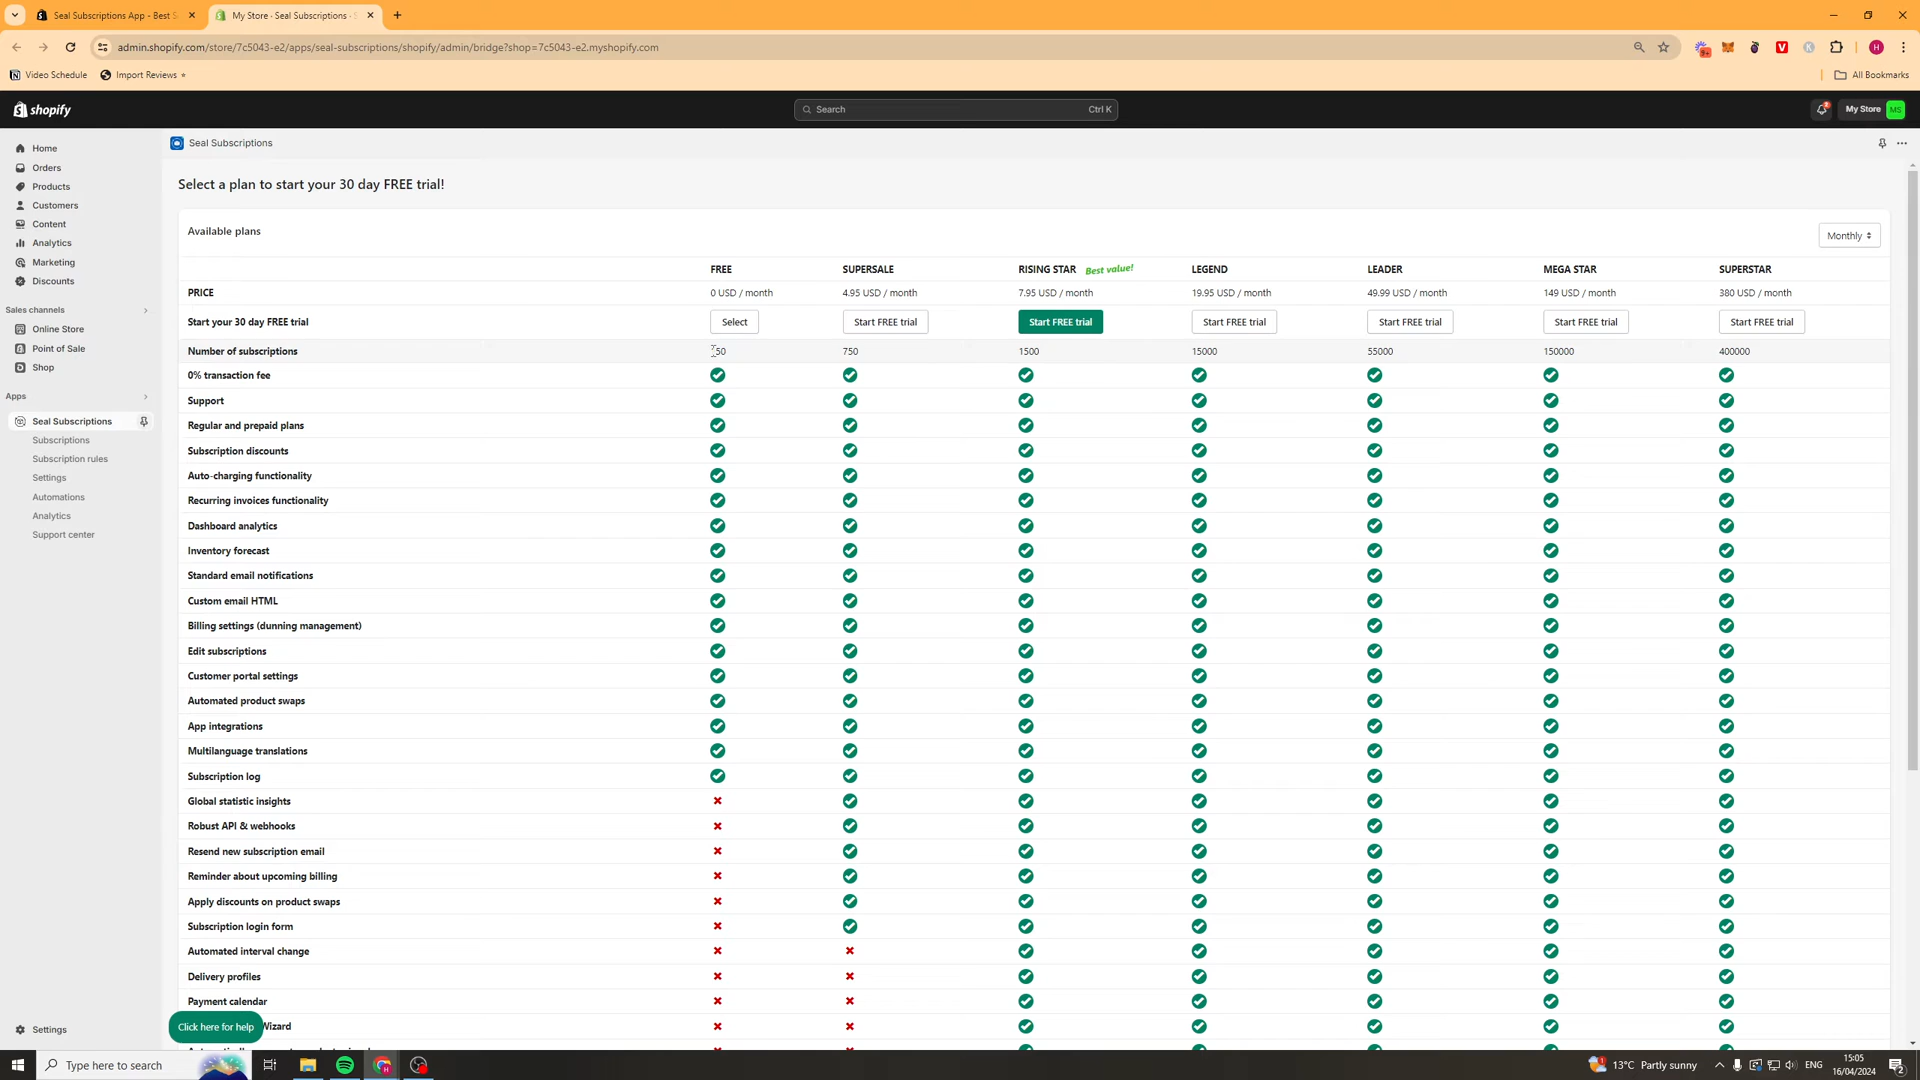 Seal Subscriptions App - Best S
My Store · Seal Subscriptions · S
admin.shopify.com/store/7c5043-e2/apps/seal-subscriptions/shopify/admin/bridge?shop=7c5043-e2.myshopify.com
9+
H
Video Schedule
Import Reviews
All Bookmarks
shopify
Search
Ctrl K
My Store
MS
Home
Orders
Products
Customers
Content
Analytics
Marketing
Discounts
Sales channels
Online Store
Point of Sale
Shop
Apps
Seal Subscriptions
Subscriptions
Subscription rules
Settings
Automations
Analytics
Support center
Settings
Seal Subscriptions
Select a plan to start your 30 day FREE trial!
Available plans
Monthly
FREE SUPERSALE RISING STAR Best value! LEGEND LEADER MEGA STAR SUPERSTAR
PRICE 0 USD / month 4.95 USD / month 7.95 USD / month 19.95 USD / month 49.99 USD / month 149 USD / month 380 USD / month
Start your 30 day FREE trial Select Start FREE trial Start FREE trial Start FREE trial Start FREE trial Start FREE trial Start FREE trial
Number of subscriptions 750 1500 15000 55000 150000 400000
0% transaction fee
Support
Regular and prepaid plans
Subscription discounts
Auto-charging functionality
Recurring invoices functionality
Dashboard analytics
Inventory forecast
Standard email notifications
Custom email HTML
Billing settings (dunning management)
Edit subscriptions
Customer portal settings
Automated product swaps
App integrations
Multilanguage translations
Subscription log
Global statistic insights
Robust API & webhooks
Resend new subscription email
Reminder about upcoming billing
Apply discounts on product swaps
Subscription login form
Automated interval change
Delivery profiles
Payment calendar
Wizard
Click here for help
Type here to search
13°C Partly sunny
ENG
15:05
16/04/2024